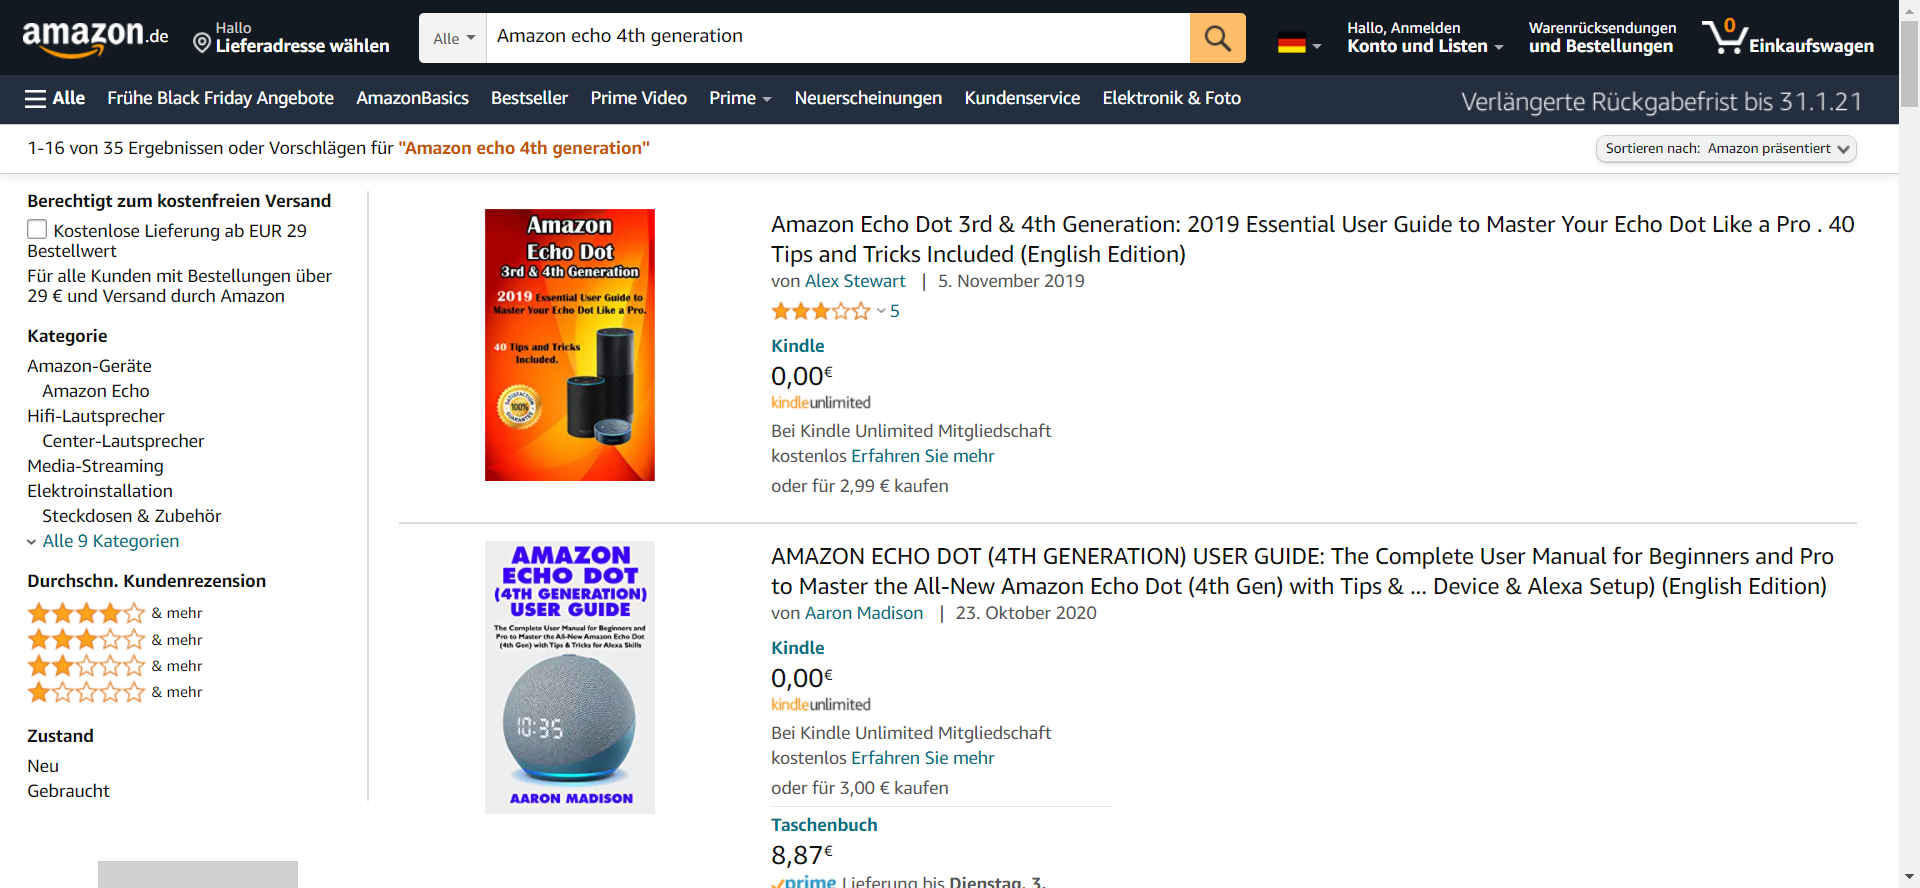 amazon.de
Hallo
Lieferadresse wählen
Alle
Amazon echo 4th generation
Hallo, Anmelden
Konto und Listen
Warenrücksendungen
und Bestellungen
0
Einkaufswagen
Alle
Frühe Black Friday Angebote
AmazonBasics
Bestseller
Prime Video
Prime
Neuerscheinungen
Kundenservice
Elektronik & Foto
Verlängerte Rückgabefrist bis 31.1.21
1-16 von 35 Ergebnissen oder Vorschlägen für "Amazon echo 4th generation"
Sortieren nach: Amazon präsentiert
Berechtigt zum kostenfreien Versand
Kostenlose Lieferung ab EUR 29
Bestellwert
Für alle Kunden mit Bestellungen über
29 € und Versand durch Amazon
Kategorie
Amazon-Geräte
Amazon Echo
Hifi-Lautsprecher
Center-Lautsprecher
Media-Streaming
Elektroinstallation
Steckdosen & Zubehör
Alle 9 Kategorien
Durchschn. Kundenrezension
& mehr
& mehr
& mehr
& mehr
Zustand
Neu
Gebraucht
Amazon
Echo Dot
3rd & 4th Generation
2019 Essential User Guide to
Master Your Echo Dot Like a Pro.
40 Tips and Tricks
Included.
SATISFACTION
100%
GUARANTEE
Amazon Echo Dot 3rd & 4th Generation: 2019 Essential User Guide to Master Your Echo Dot Like a Pro . 40
Tips and Tricks Included (English Edition)
von Alex Stewart | 5. November 2019
5
Kindle
0,00€
kindleunlimited
Bei Kindle Unlimited Mitgliedschaft
kostenlos Erfahren Sie mehr
oder für 2,99 € kaufen
AMAZON
ECHO DOT
(4TH GENERATION)
USER GUIDE
The Complete User Manual for Beginners and
Pro to Master the All-New Amazon Echo Dot
(4th Gen) with Tips & Tricks for Alexa Skills
10:35
AARON MADISON
AMAZON ECHO DOT (4TH GENERATION) USER GUIDE: The Complete User Manual for Beginners and Pro
to Master the All-New Amazon Echo Dot (4th Gen) with Tips & ... Device & Alexa Setup) (English Edition)
von Aaron Madison | 23. Oktober 2020
Kindle
0,00€
kindleunlimited
Bei Kindle Unlimited Mitgliedschaft
kostenlos Erfahren Sie mehr
oder für 3,00 € kaufen
Taschenbuch
8,87€
prime Lieferung bis Dienstag, 3.